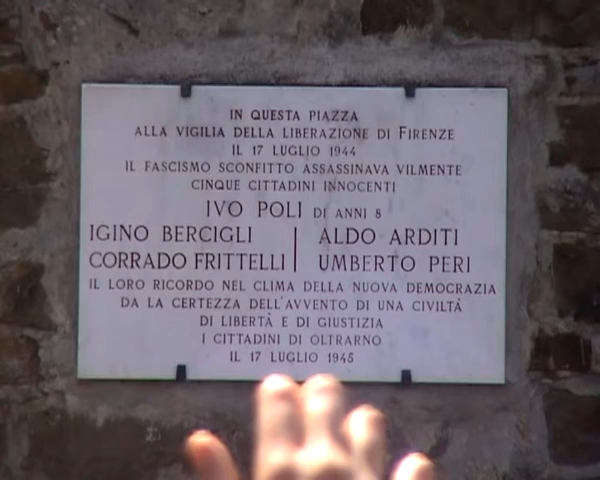 IN QUESTA PIAZZA
ALLA VIGILIA DELLA LIBERAZIONE DI FIRENZE
IL 17 LUGLIO 1944
IL FASCISMO SCONFITTO ASSASSINAVA VILMENTE
CINQUE CITTADINI INNOCENTI
IVO POLI DI ANNI 8
IGINO BERCIGLI ALDO ARDITI
CORRADO FRITTELLI UMBERTO PERI
IL LORO RICORDO NEL CLIMA DELLA NUOVA DEMOCRAZIA
DA LA CERTEZZA DELL'AVVENTO DI UNA CIVILTÀ
DI LIBERTÀ E DI GIUSTIZIA
I CITTADINI DI OLTRARNO
IL 17 LUGLIO 1945